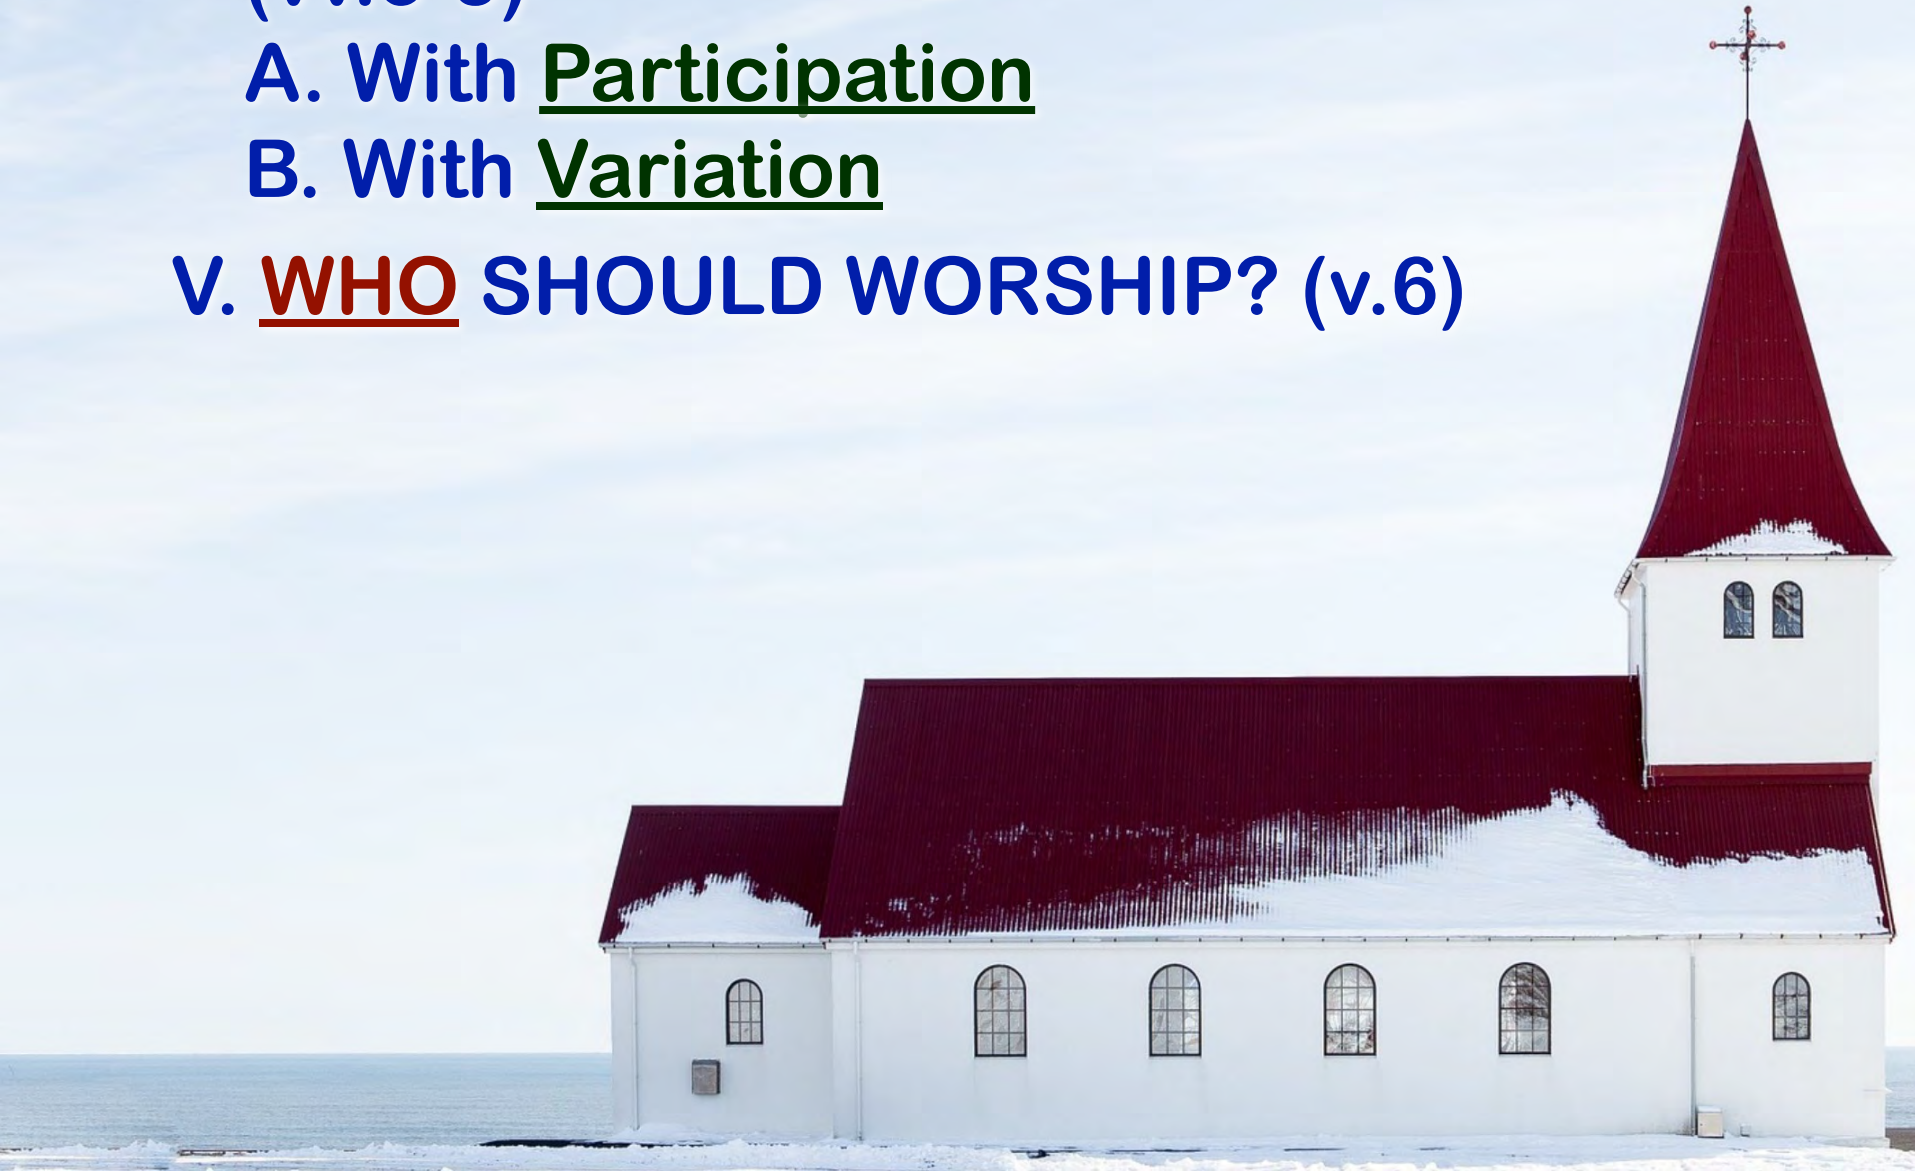 A. With Participation
B. With Variation
V. WHO SHOULD WORSHIP? (v.6)